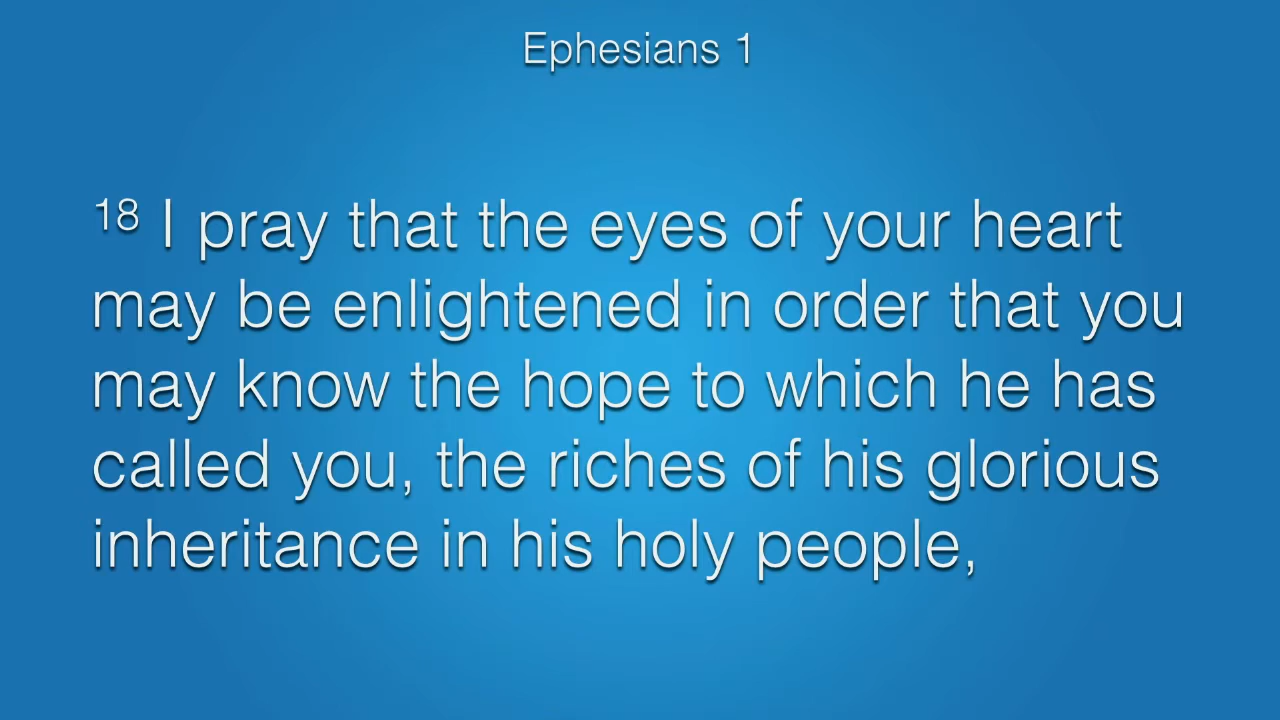 Ephesians 1
18 I pray that the eyes of your heart
may be enlightened in order that you
may know the hope to which he has
called you, the riches of his glorious
inheritance in his holy people,